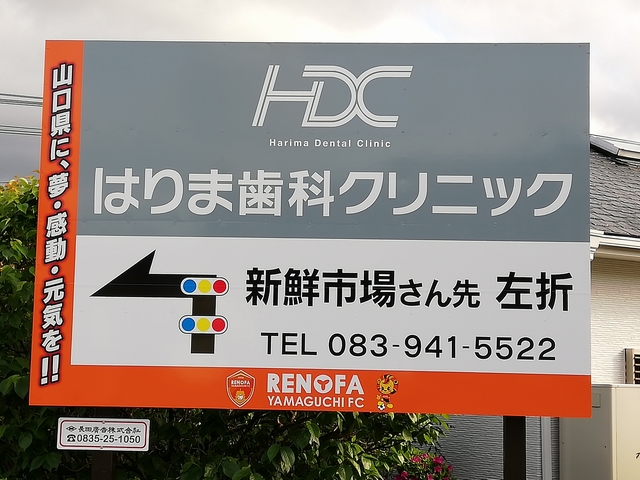 山口県に、夢・感動・元気を!!
HDC
Harima Dental Clinic
はりま歯科クリニック
新鮮市場さん先 左折
TEL 083-941-5522
RENOFA
YAMAGUCHI FC
長田廣告株式会社
☎0835-25-1050